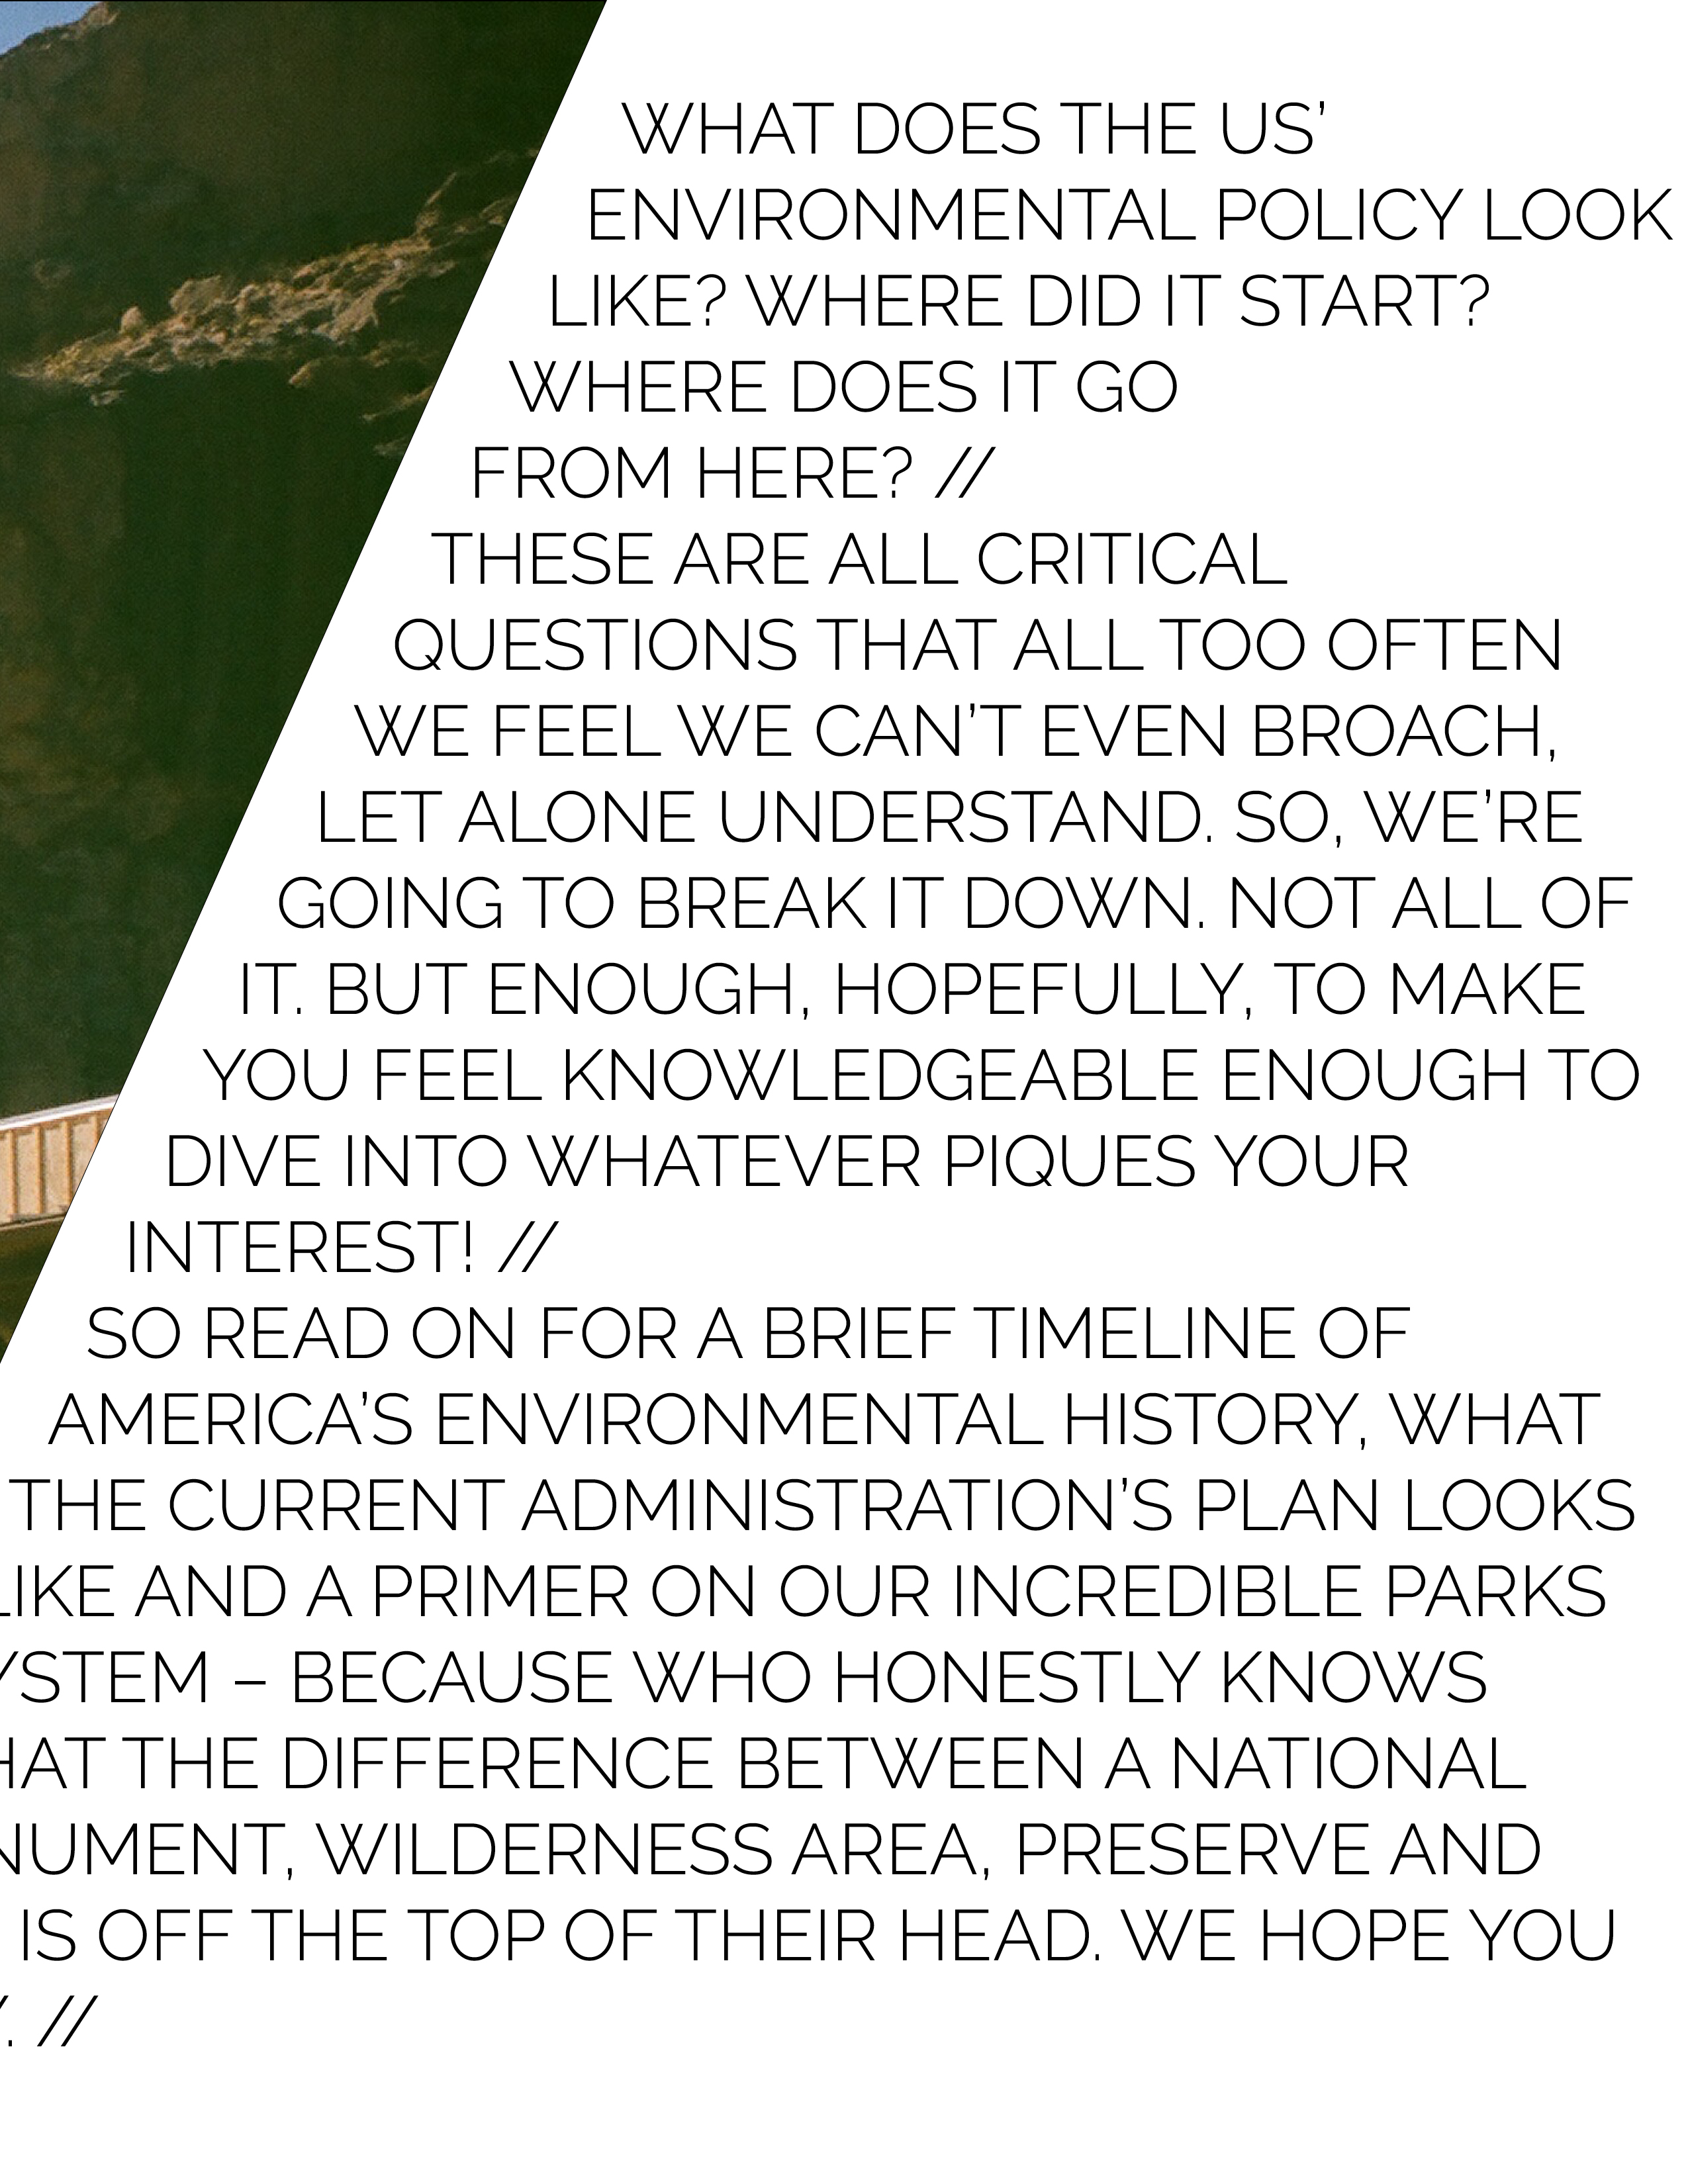 WHAT DOES THE US’
ENVIRONMENTAL POLICY LOOK
LIKE? WHERE DID IT START?
WHERE DOES IT GO
FROM HERE? //
THESE ARE ALL CRITICAL
QUESTIONS THAT ALL TOO OFTEN
WE FEEL WE CAN’T EVEN BROACH,
LET ALONE UNDERSTAND. SO, WE’RE
GOING TO BREAK IT DOWN. NOT ALL OF
IT. BUT ENOUGH, HOPEFULLY, TO MAKE
YOU FEEL KNOWLEDGEABLE ENOUGH TO
DIVE INTO WHATEVER PIQUES YOUR
INTEREST! //
SO READ ON FOR A BRIEF TIMELINE OF
AMERICA’S ENVIRONMENTAL HISTORY, WHAT
THE CURRENT ADMINISTRATION’S PLAN LOOKS
LIKE AND A PRIMER ON OUR INCREDIBLE PARKS
YSTEM – BECAUSE WHO HONESTLY KNOWS
HAT THE DIFFERENCE BETWEEN A NATIONAL
NUMENT, WILDERNESS AREA, PRESERVE AND
IS OFF THE TOP OF THEIR HEAD. WE HOPE YOU
. //